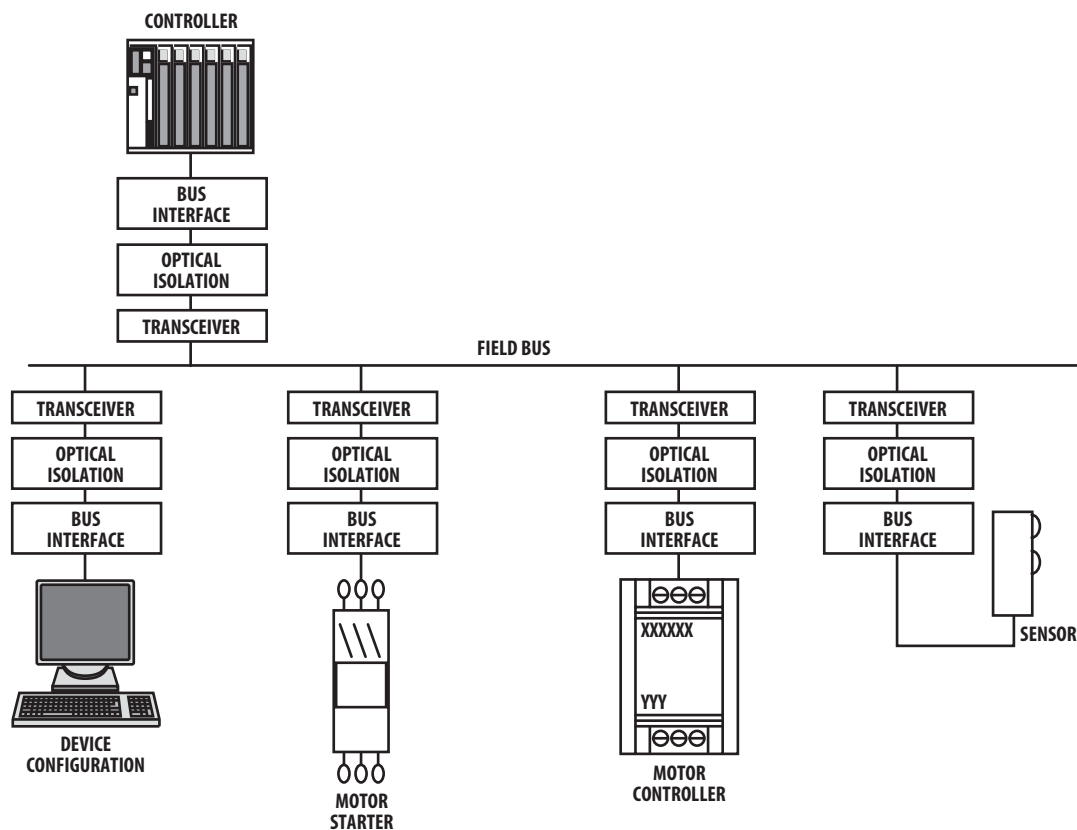 CONTROLLER
BUS
INTERFACE
OPTICAL
ISOLATION
TRANSCEIVER
FIELD BUS
TRANSCEIVER
OPTICAL
ISOLATION
BUS
INTERFACE
DEVICE
CONFIGURATION
TRANSCEIVER
OPTICAL
ISOLATION
BUS
INTERFACE
MOTOR
STARTER
TRANSCEIVER
OPTICAL
ISOLATION
BUS
INTERFACE
XXXXXX
YYY
MOTOR
CONTROLLER
TRANSCEIVER
OPTICAL
ISOLATION
BUS
INTERFACE
SENSOR